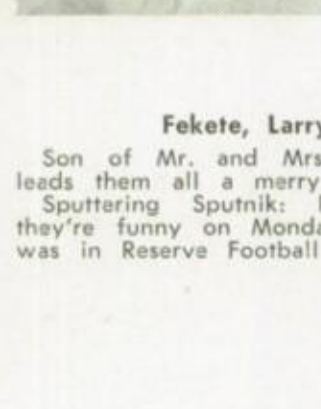 Fekete, Larry
Son of Mr. and Mrs
leads them all a merry
Sputtering Sputnik:
they're funny on Monda
was in Reserve Football